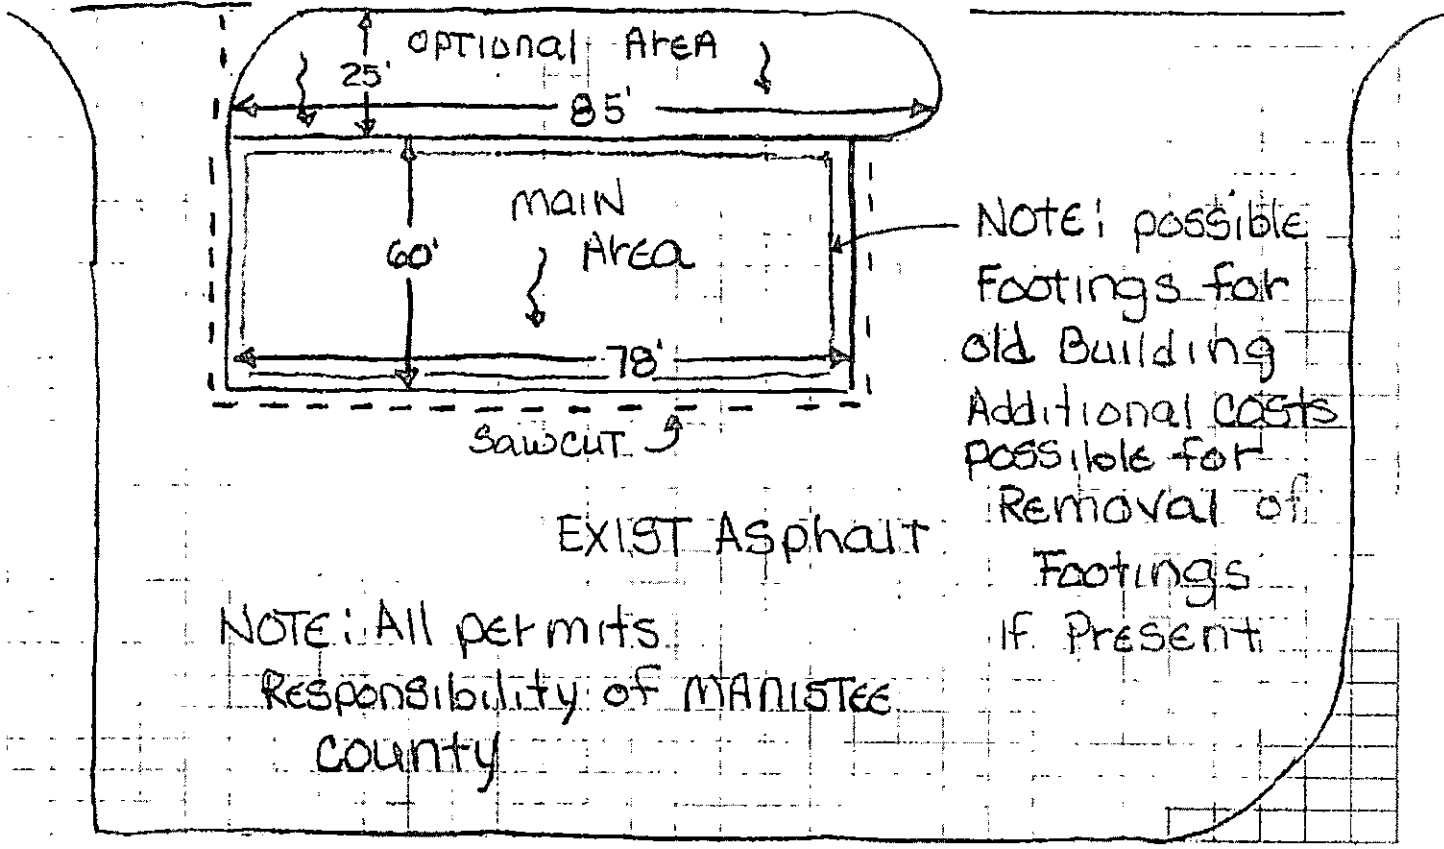 OPTIONAL AREA
25'
85'
MAIN
AREA
60'
78'
SAWCUT
NOTE: possible
Footings for
old Building
Additional costs
possible for
Removal of
Footings
IF Present
EXIST Asphalt
NOTE: All permits
Responsibility of MANISTEE
County